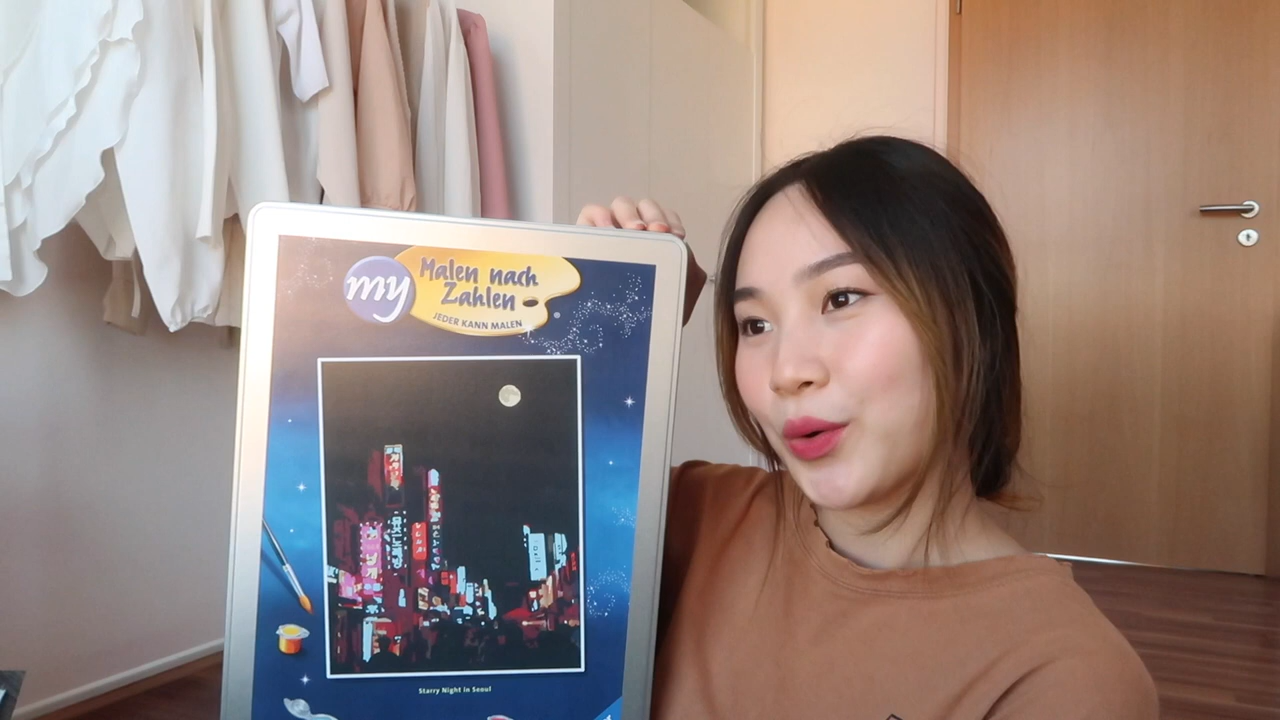 my
Malen nach
Zahlen
JEDER KANN MALEN
Starry Night in Seoul